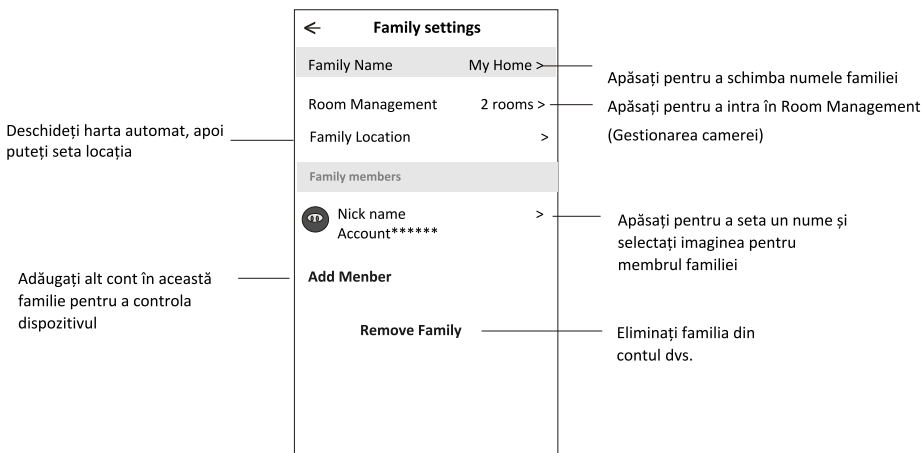 Family settings
Family Name My Home >
Apăsați pentru a schimba numele familiei
Room Management 2 rooms >
Apăsați pentru a intra în Room Management
(Gestionarea camerei)
Deschideți harta automat, apoi
puteți seta locația
Family Location >
Family members
Nick name >
Account******
Apăsați pentru a seta un nume și
selectați imaginea pentru
membrul familiei
Adăugați alt cont în această
familie pentru a controla
dispozitivul
Add Menber
Remove Family
Eliminați familia din
contul dvs.